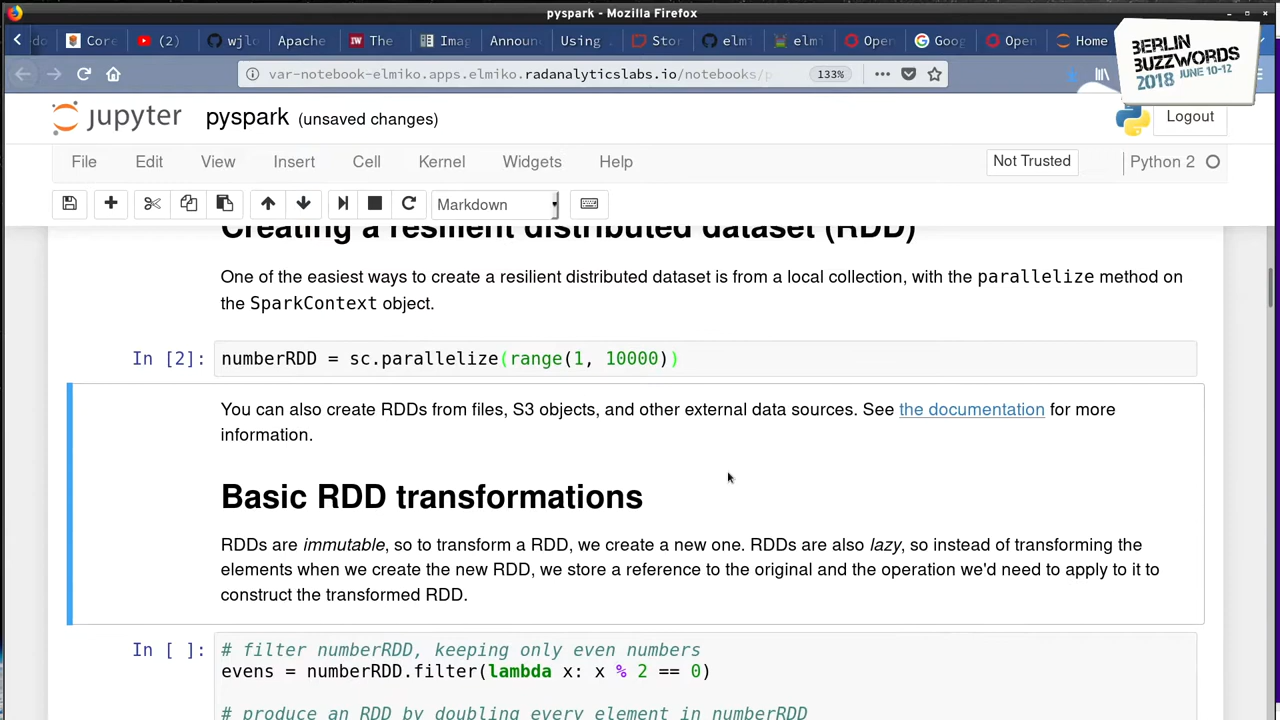 pyspark - Mozilla Firefox
Core
(2)
wjlo
Apache
The
Imag
Announ
Using
Stor
elmi
elmi
Open
Goog
Open
Home
BERLIN
BUZZWORDS
2018 JUNE 10-12
var-notebook-elmiko.apps.elmiko.radanalyticslabs.io/notebooks/p
133%
jupyter pyspark (unsaved changes)
Logout
File Edit View Insert Cell Kernel Widgets Help
Not Trusted
Python 2
Markdown
Creating a resilient distributed dataset (RDD)
One of the easiest ways to create a resilient distributed dataset is from a local collection, with the parallelize method on
the SparkContext object.
In [2]: numberRDD = sc.parallelize(range(1, 10000))
You can also create RDDs from files, S3 objects, and other external data sources. See the documentation for more
information.
Basic RDD transformations
RDDs are immutable, so to transform a RDD, we create a new one. RDDs are also lazy, so instead of transforming the
elements when we create the new RDD, we store a reference to the original and the operation we'd need to apply to it to
construct the transformed RDD.
In [ ]: # filter numberRDD, keeping only even numbers
evens = numberRDD.filter(lambda x: x % 2 == 0)
# produce an RDD by doubling every element in numberRDD